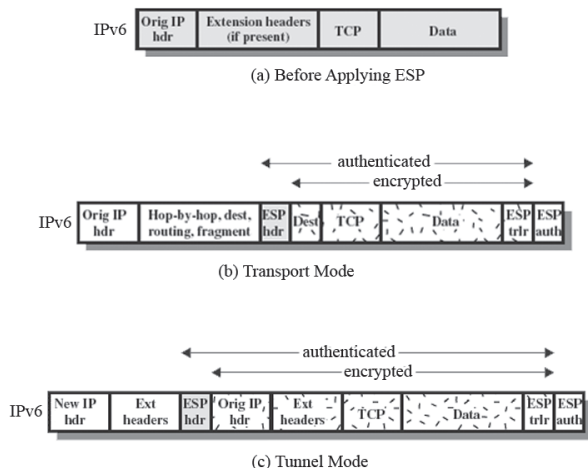 IPv6
Orig IP hdr
Extension headers (if present)
TCP
Data
(a) Before Applying ESP
authenticated
encrypted
IPv6
Orig IP hdr
Hop-by-hop, dest, routing, fragment
ESP hdr
Dest
TCP
Data
ESP trlr
ESP auth
(b) Transport Mode
authenticated
encrypted
IPv6
New IP hdr
Ext headers
ESP hdr
Orig IP hdr
Ext headers
TCP
Data
ESP trlr
ESP auth
(c) Tunnel Mode